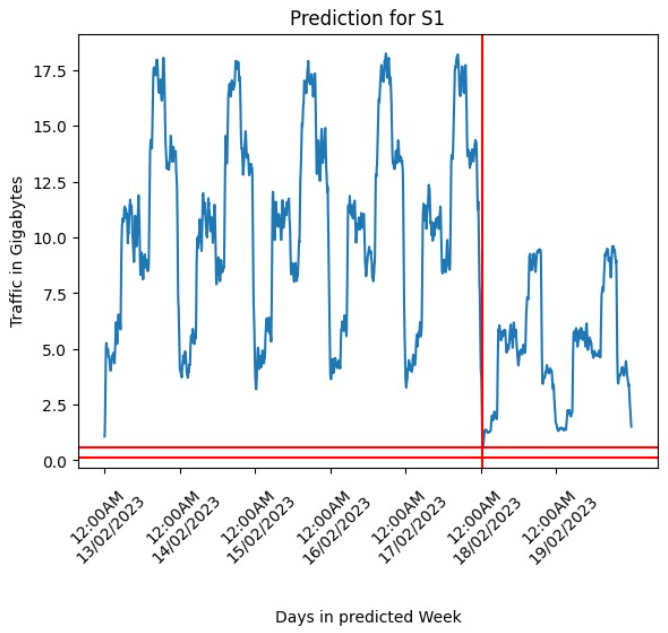 Prediction for S1
Traffic in Gigabytes
17.5
15.0
12.5
10.0
7.5
5.0
2.5
0.0
12:00AM
13/02/2023
12:00AM
14/02/2023
12:00AM
15/02/2023
12:00AM
16/02/2023
12:00AM
17/02/2023
12:00AM
18/02/2023
12:00AM
19/02/2023
Days in predicted Week